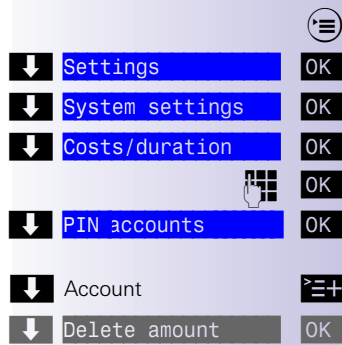 Settings OK
System settings OK
Costs/duration OK
OK
PIN accounts OK
Account
Delete amount OK